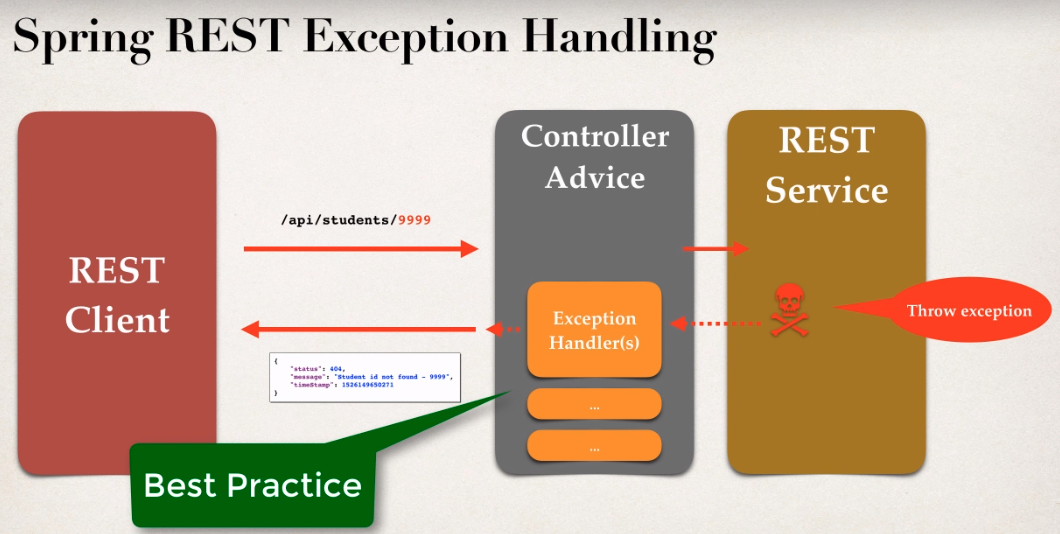 Spring REST Exception Handling
REST
Client
/api/students/9999
{
"status": 404,
"message": "Student id not found - 9999",
"timeStamp": 1526149650271
}
Best Practice
Controller
Advice
Exception
Handler(s)
...
...
REST
Service
Throw exception